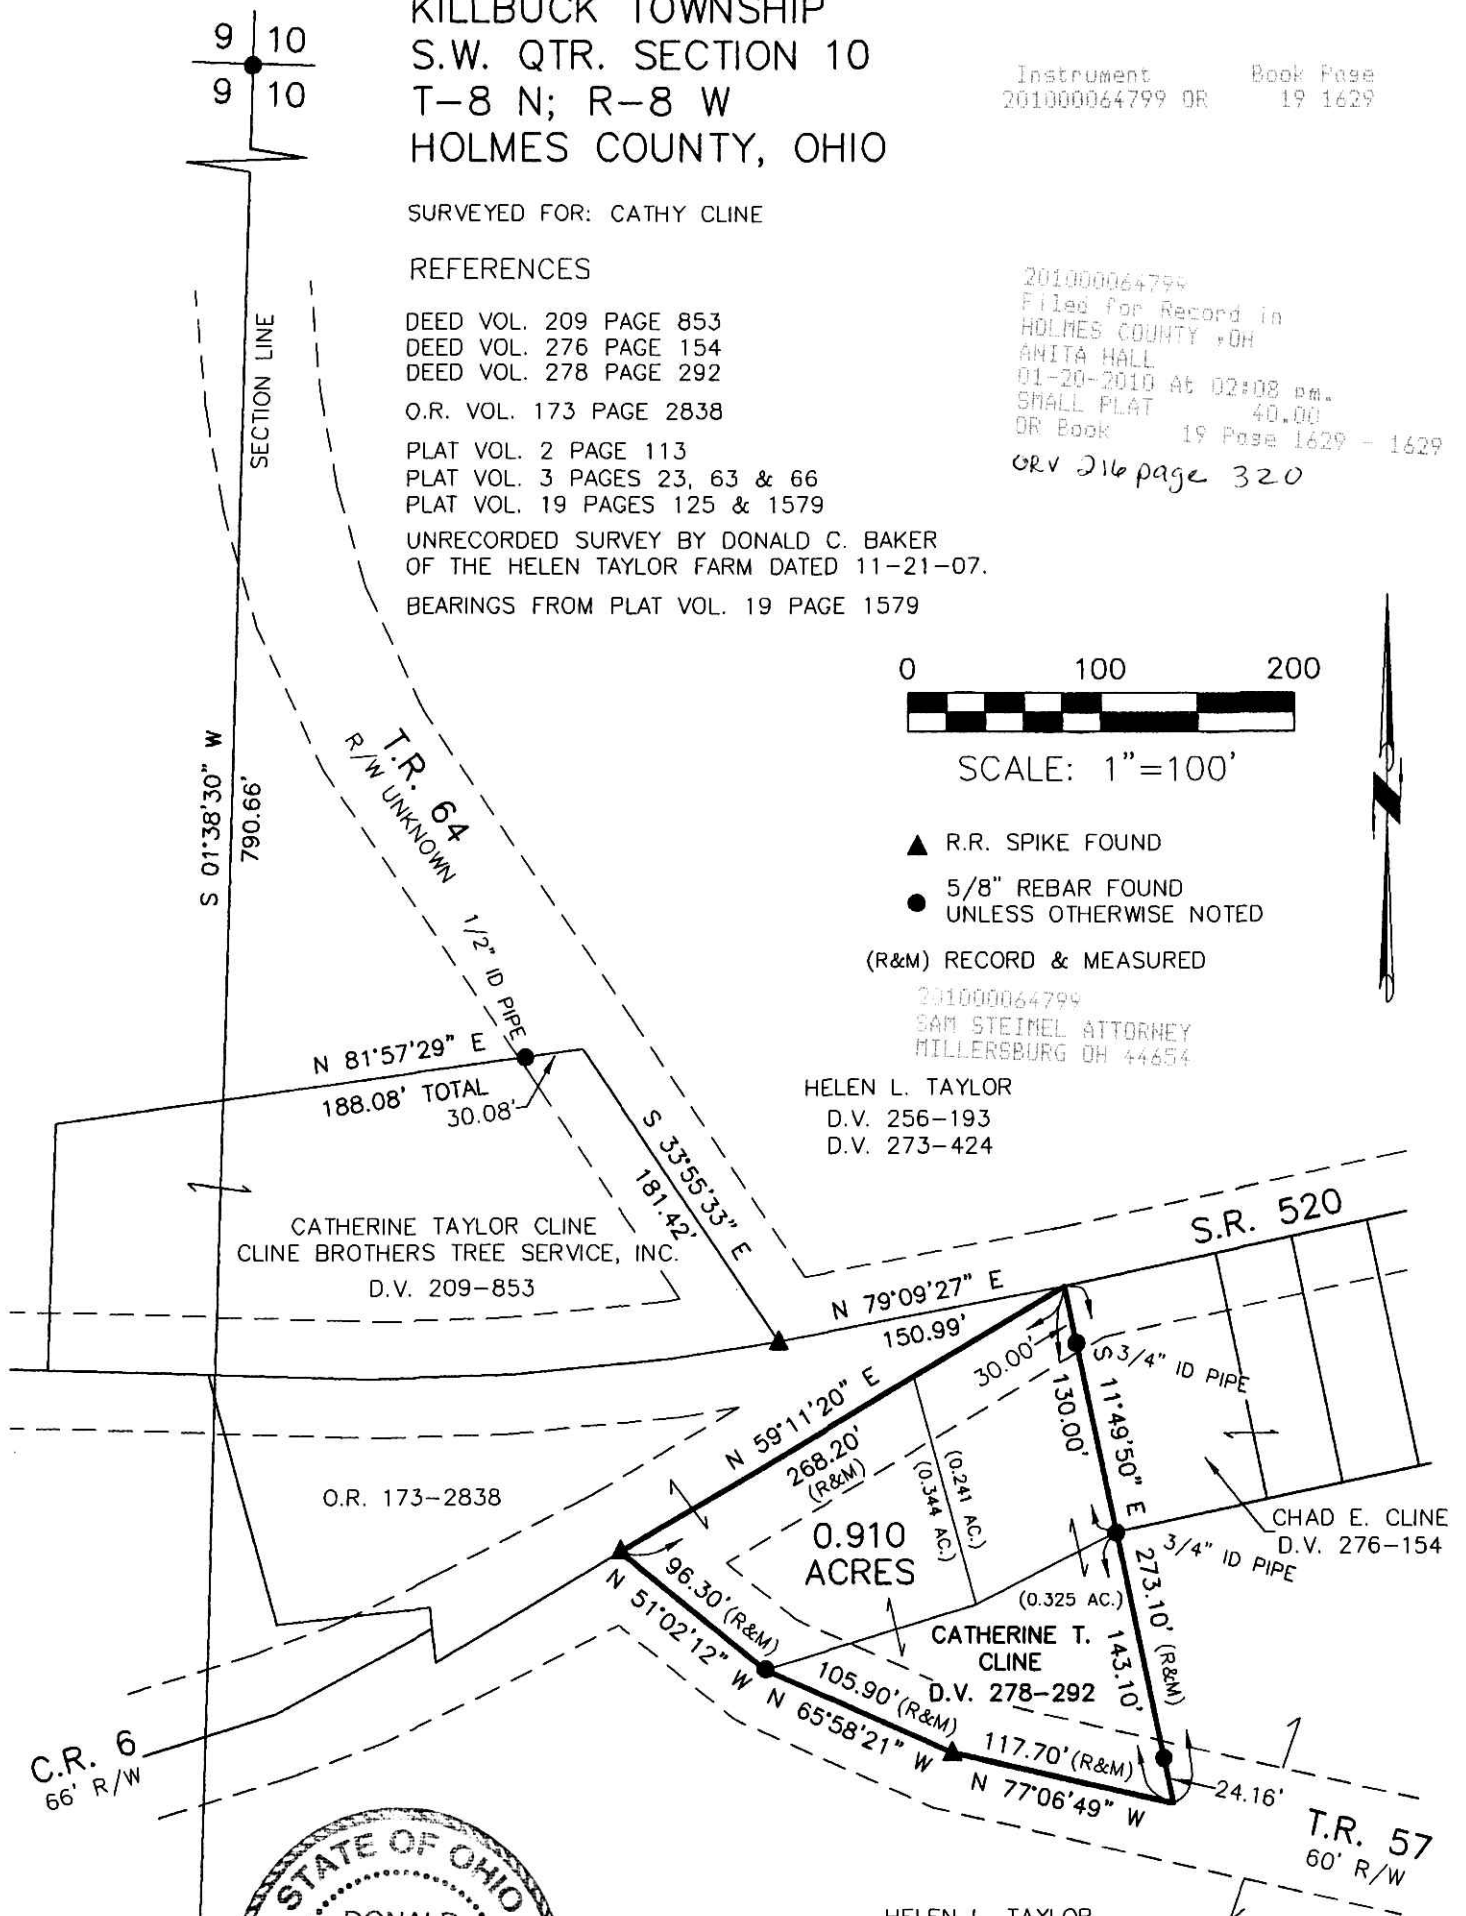 KILLBUCK TOWNSHIP
9 10
9 10
S.W. QTR. SECTION 10
T-8 N; R-8 W
HOLMES COUNTY, OHIO
Instrument Book Page
201000064799 OR 19 1629
SURVEYED FOR: CATHY CLINE
REFERENCES
DEED VOL. 209 PAGE 853
DEED VOL. 276 PAGE 154
DEED VOL. 278 PAGE 292
O.R. VOL. 173 PAGE 2838
PLAT VOL. 2 PAGE 113
PLAT VOL. 3 PAGES 23, 63 & 66
PLAT VOL. 19 PAGES 125 & 1579
UNRECORDED SURVEY BY DONALD C. BAKER
OF THE HELEN TAYLOR FARM DATED 11-21-07.
BEARINGS FROM PLAT VOL. 19 PAGE 1579
201000064799
Filed for Record in
HOLMES COUNTY ,OH
ANITA HALL
01-20-2010 At 02:08 pm.
SMALL PLAT 40.00
OR Book 19 Page 1629 - 1629
ORV 216 page 320
SECTION LINE
S 01°38'30" W
790.66'
T.R. 64
R/W UNKNOWN
0 100 200
SCALE: 1"=100'
N
R.R. SPIKE FOUND
5/8" REBAR FOUND
UNLESS OTHERWISE NOTED
(R&M) RECORD & MEASURED
201000064799
SAM STEIMEL ATTORNEY
MILLERSBURG OH 44654
HELEN L. TAYLOR
D.V. 256-193
D.V. 273-424
1/2" ID PIPE
N 81°57'29" E
188.08' TOTAL
30.08'
S 33°55'33" E
181.42'
CATHERINE TAYLOR CLINE
CLINE BROTHERS TREE SERVICE, INC.
D.V. 209-853
S.R. 520
N 79°09'27" E
150.99'
30.00'
3/4" ID PIPE
S 11°49'50" E
130.00'
N 59°11'20" E
268.20'
(R&M)
(0.241 AC.)
(0.344 AC.)
O.R. 173-2838
0.910
ACRES
CHAD E. CLINE
D.V. 276-154
3/4" ID PIPE
273.10' (R&M)
143.10'
(0.325 AC.)
CATHERINE T.
CLINE
D.V. 278-292
96.30' (R&M)
N 51°02'12" W
105.90' (R&M)
N 65°58'21" W
117.70' (R&M)
N 77°06'49" W
24.16'
C.R. 6
66' R/W
T.R. 57
60' R/W
STATE OF OHIO
DONALD
HELEN L. TAYLOR